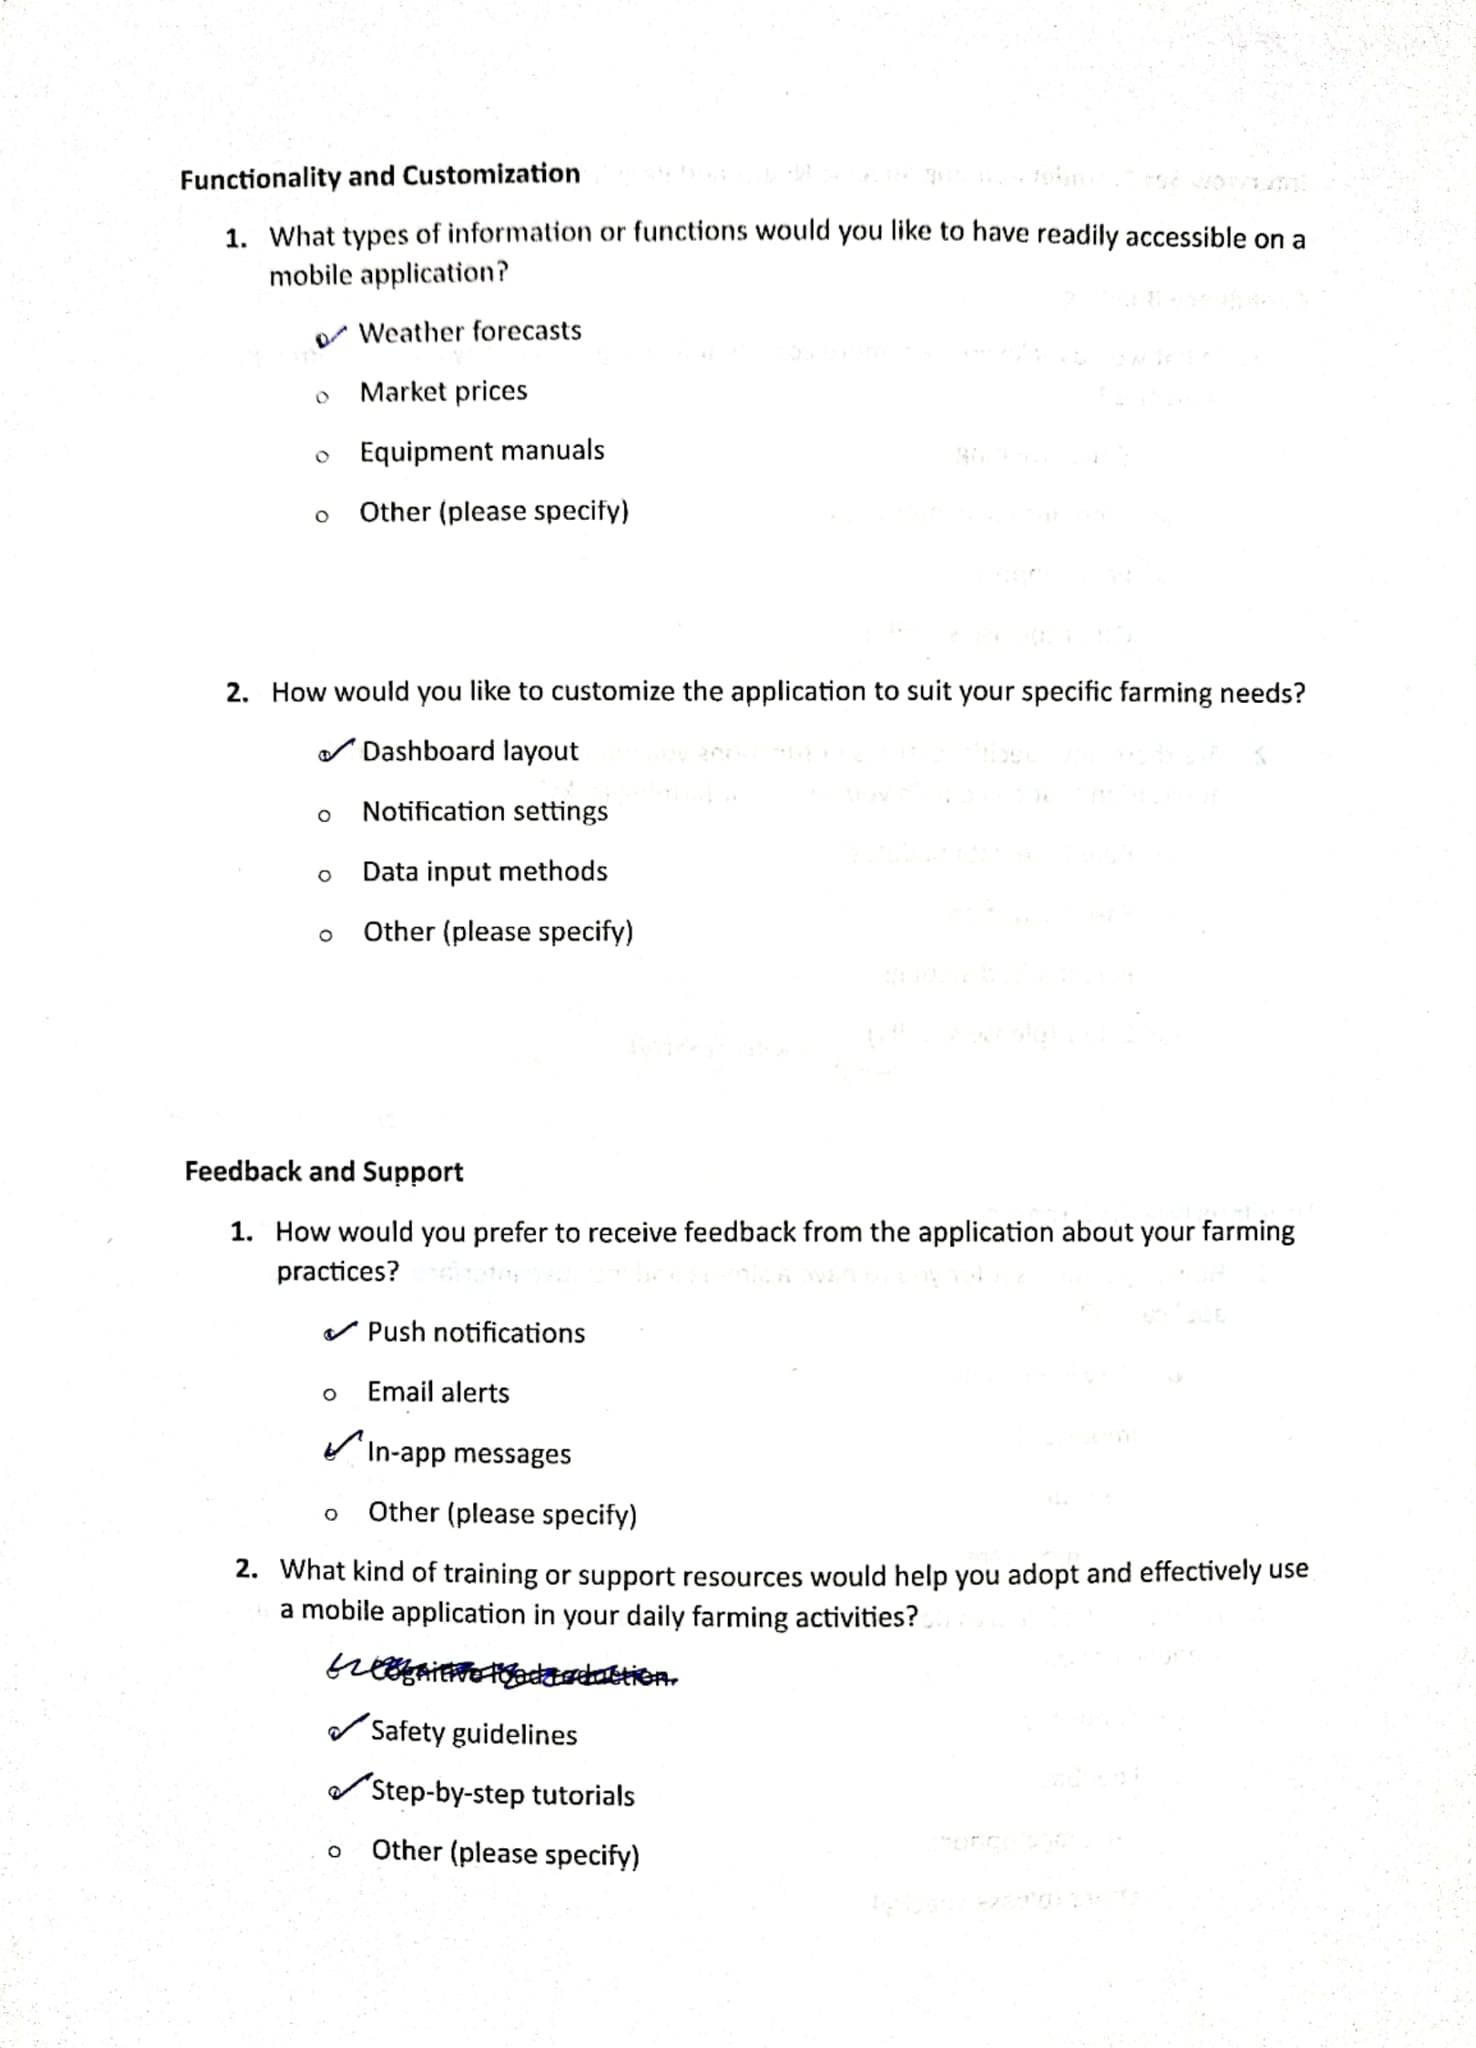 Functionality and Customization
1. What types of information or functions would you like to have readily accessible on a
mobile application?
Weather forecasts
o Market prices
o Equipment manuals
o Other (please specify)
2. How would you like to customize the application to suit your specific farming needs?
Dashboard layout
o Notification settings
o Data input methods
o Other (please specify)
Feedback and Support
1. How would you prefer to receive feedback from the application about your farming
practices?
Push notifications
o Email alerts
In-app messages
o Other (please specify)
2. What kind of training or support resources would help you adopt and effectively use
a mobile application in your daily farming activities?
Safety guidelines
Step-by-step tutorials
o Other (please specify)